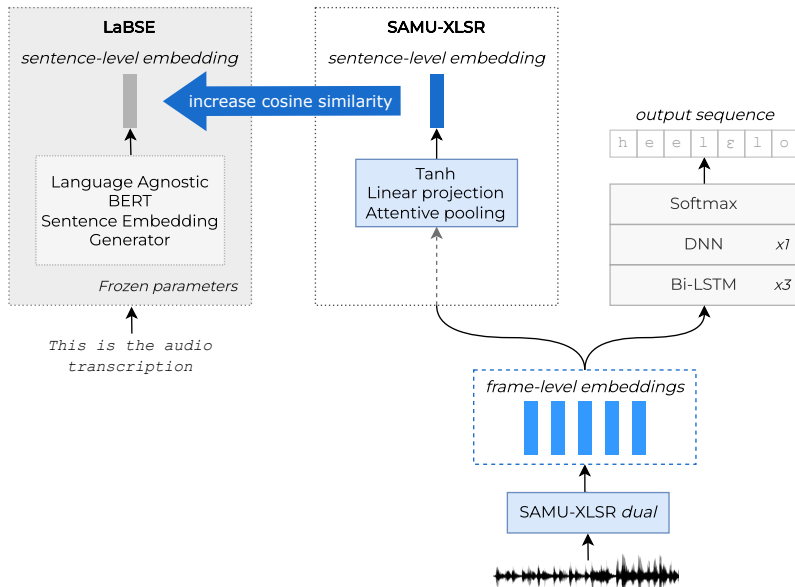 LaBSE
sentence-level embedding
Language Agnostic
BERT
Sentence Embedding
Generator
Frozen parameters
This is the audio
transcription
increase cosine similarity
SAMU-XLSR
sentence-level embedding
Tanh
Linear projection
Attentive pooling
output sequence
h e e l ε l o
Softmax
DNN x1
Bi-LSTM x3
frame-level embeddings
SAMU-XLSR dual